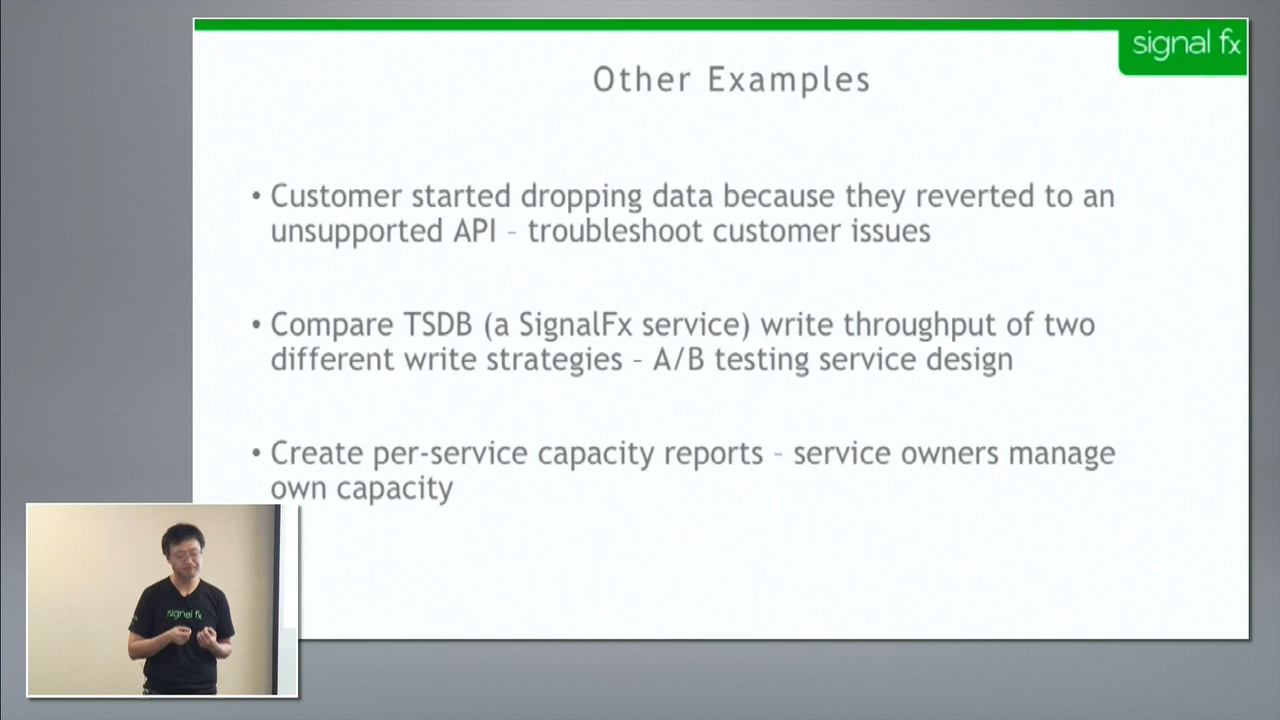 signal fx
Other Examples
• Customer started dropping data because they reverted to an
unsupported API – troubleshoot customer issues
• Compare TSDB (a SignalFx service) write throughput of two
different write strategies – A/B testing service design
• Create per-service capacity reports – service owners manage
own capacity
signal fx